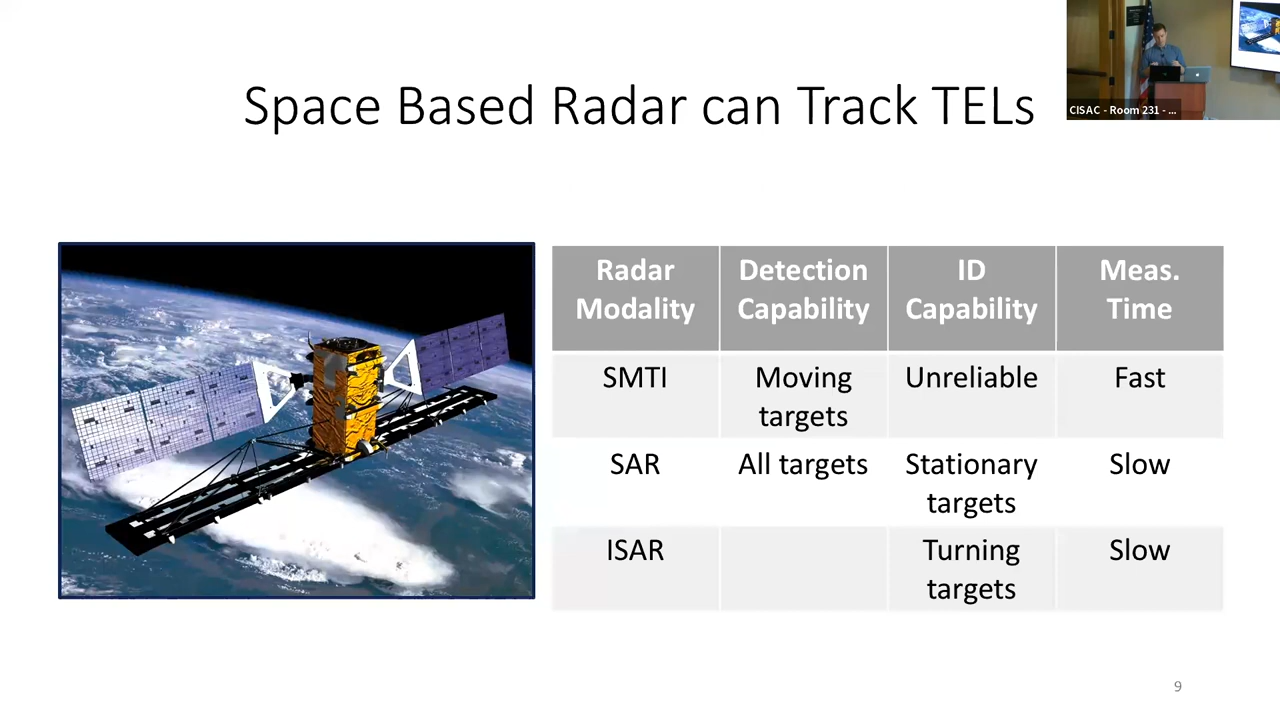 Space Based Radar can Track TELs
CISAC - Room 231 - ...
Radar Modality
Detection Capability
ID Capability
Meas. Time
SMTI
Moving targets
Unreliable
Fast
SAR
All targets
Stationary targets
Slow
ISAR
Turning targets
Slow
9